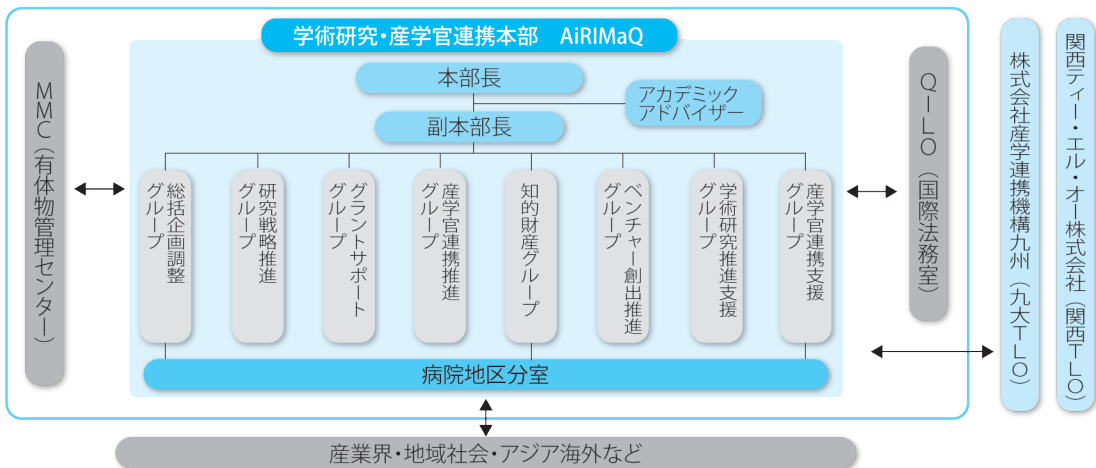 学術研究・産学官連携本部　AiRIMaQ
本部長
アカデミック
アドバイザー
副本部長
MMC（有体物管理センター）
総括企画調整
グループ
研究戦略推進
グループ
グラントサポート
グループ
産学官連携推進
グループ
知的財産グループ
ベンチャー創出推進
グループ
学術研究推進支援
グループ
産学官連携支援
グループ
Q-ILO（国際法務室）
株式会社産学連携機構九州（九大TLO）
関西ティー・エル・オー株式会社（関西TLO）
病院地区分室
産業界・地域社会・アジア海外など